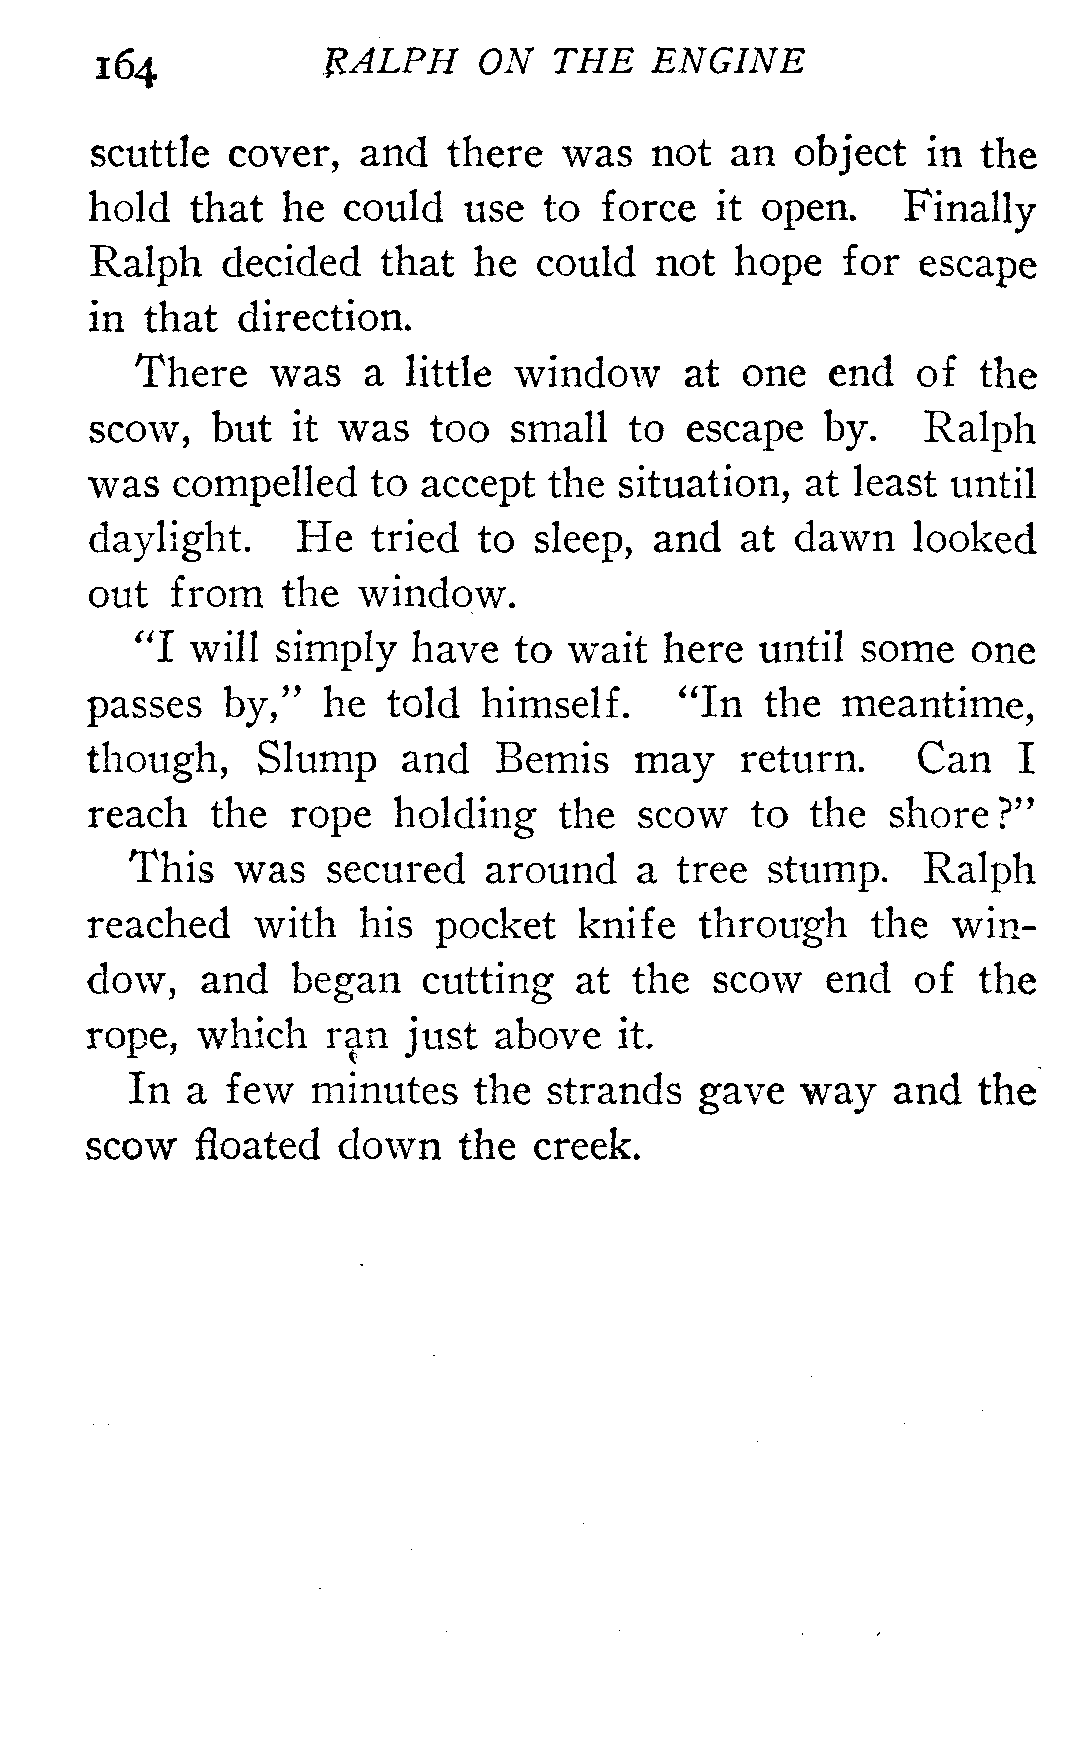 164 RALPH ON THE ENGINE
scuttle cover, and there was not an object in the
hold that he could use to force it open. Finally
Ralph decided that he could not hope for escape
in that direction.
There was a little window at one end of the
scow, but it was too small to escape by. Ralph
was compelled to accept the situation, at least until
daylight. He tried to sleep, and at dawn looked
out from the window.
“I will simply have to wait here until some one
passes by,” he told himself. “In the meantime,
though, Slump and Bemis may return. Can I
reach the rope holding the scow to the shore?”
This was secured around a tree stump. Ralph
reached with his pocket knife through the win-
dow, and began cutting at the scow end of the
rope, which ran just above it.
In a few minutes the strands gave way and the
scow floated down the creek.